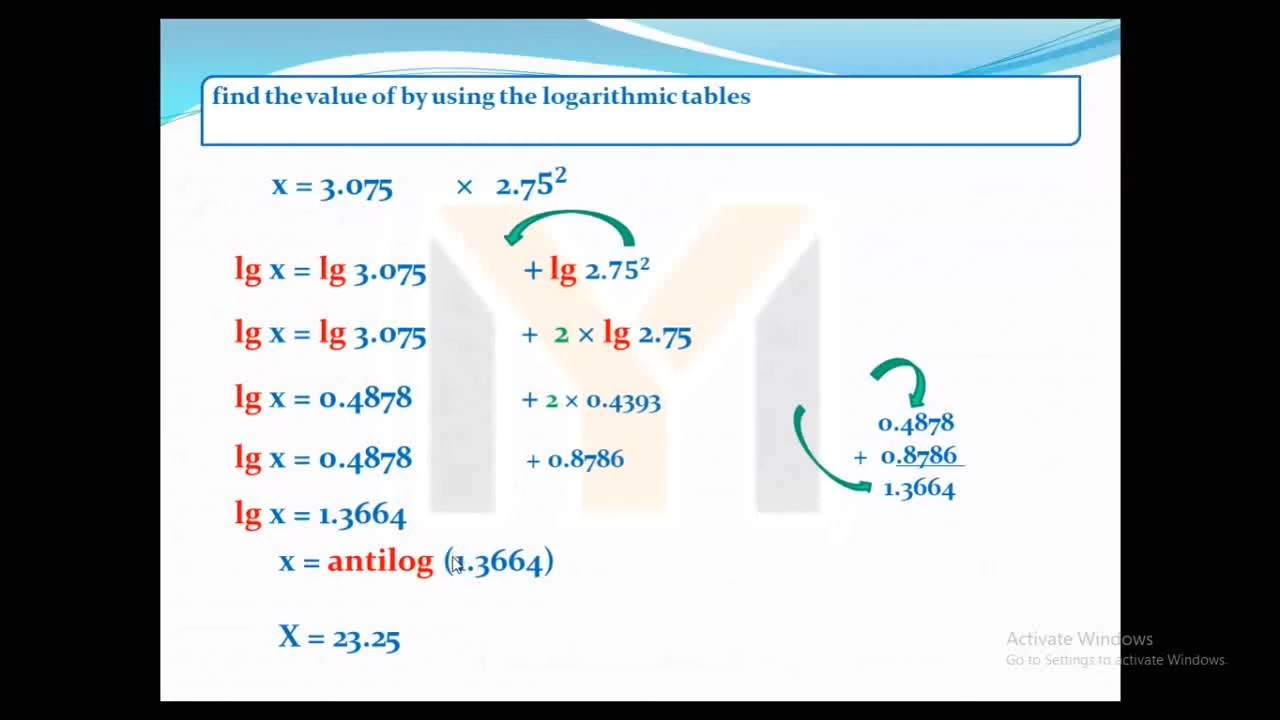 find the value of by using the logarithmic tables
x = 3.075 × 2.75²
lg x = lg 3.075 + lg 2.75²
lg x = lg 3.075 + 2 × lg 2.75
lg x = 0.4878 + 2 × 0.4393
lg x = 0.4878 + 0.8786
lg x = 1.3664
x = antilog (1.3664)
X = 23.25
0.4878
+ 0.8786
1.3664
Activate Windows
Go to Settings to activate Windows.